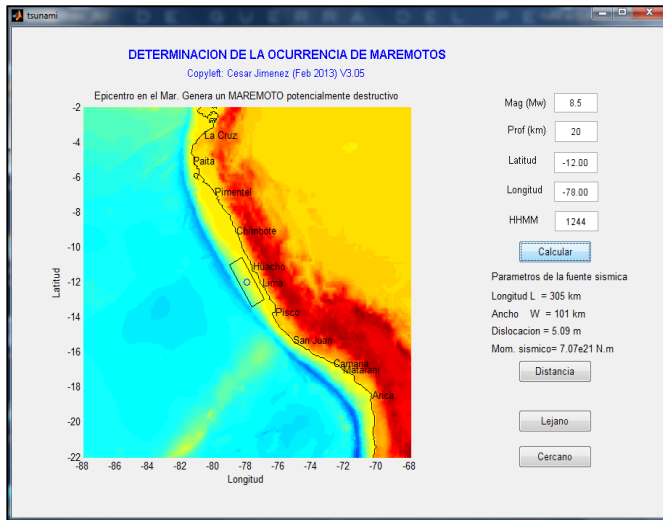 tsunami
DETERMINACION DE LA OCURRENCIA DE MAREMOTOS
Copyleft: Cesar Jimenez (Feb 2013) V3.05
Epicentro en el Mar. Genera un MAREMOTO potencialmente destructivo
-2
-4
-6
-8
-10
-12
-14
-16
-18
-20
-22
Latitud
La Cruz
Paita
Pimentel
Chimbote
Huacho
Lima
Pisco
San Juan
Camana
Matarani
Arica
-88 -86 -84 -82 -80 -78 -76 -74 -72 -70 -68
Longitud
Mag (Mw) 8.5
Prof (km) 20
Latitud -12.00
Longitud -78.00
HHMM 1244
Calcular
Parametros de la fuente sismica
Longitud L = 305 km
Ancho W = 101 km
Dislocacion = 5.09 m
Mom. sismico= 7.07e21 N.m
Distancia
Lejano
Cercano